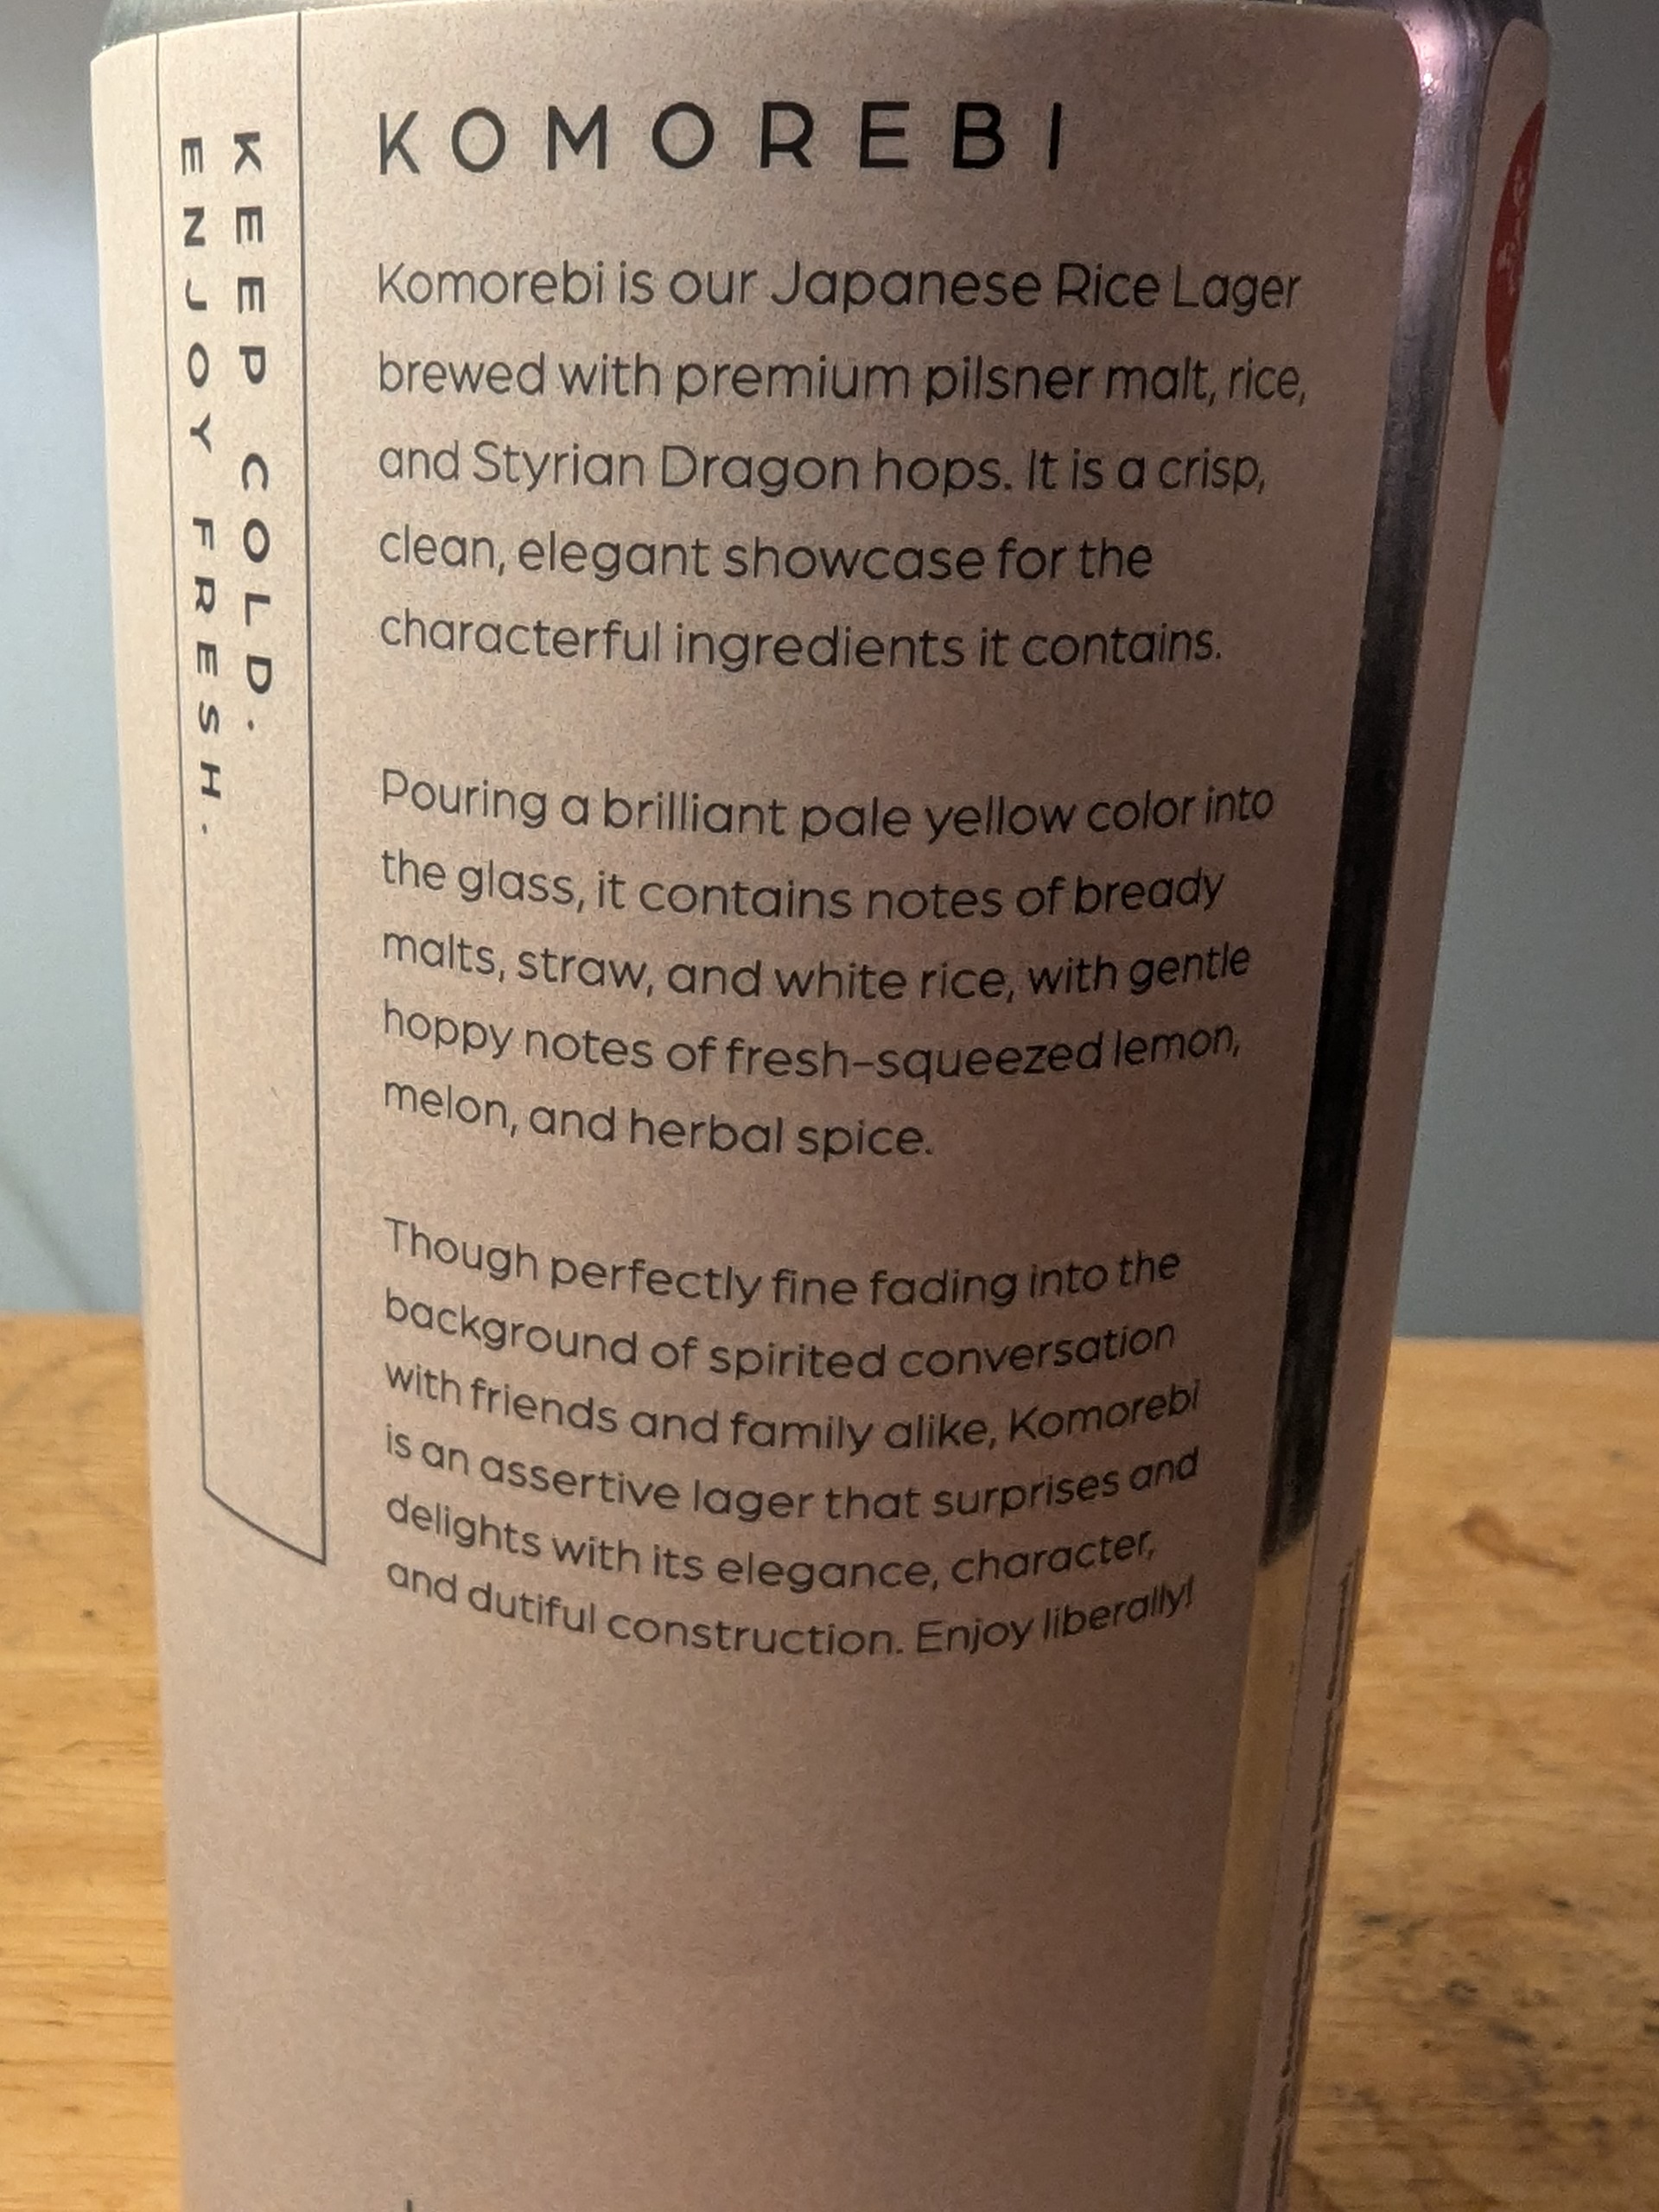 KEEP COLD.
ENJOY FRESH.
KOMOREBI
Komorebi is our Japanese Rice Lager
brewed with premium pilsner malt, rice,
and Styrian Dragon hops. It is a crisp,
clean, elegant showcase for the
characterful ingredients it contains.
Pouring a brilliant pale yellow color into
the glass, it contains notes of bready
malts, straw, and white rice, with gentle
hoppy notes of fresh-squeezed lemon,
melon, and herbal spice.
Though perfectly fine fading into the
background of spirited conversation
with friends and family alike, Komorebi
is an assertive lager that surprises and
delights with its elegance, character,
and dutiful construction. Enjoy liberally!